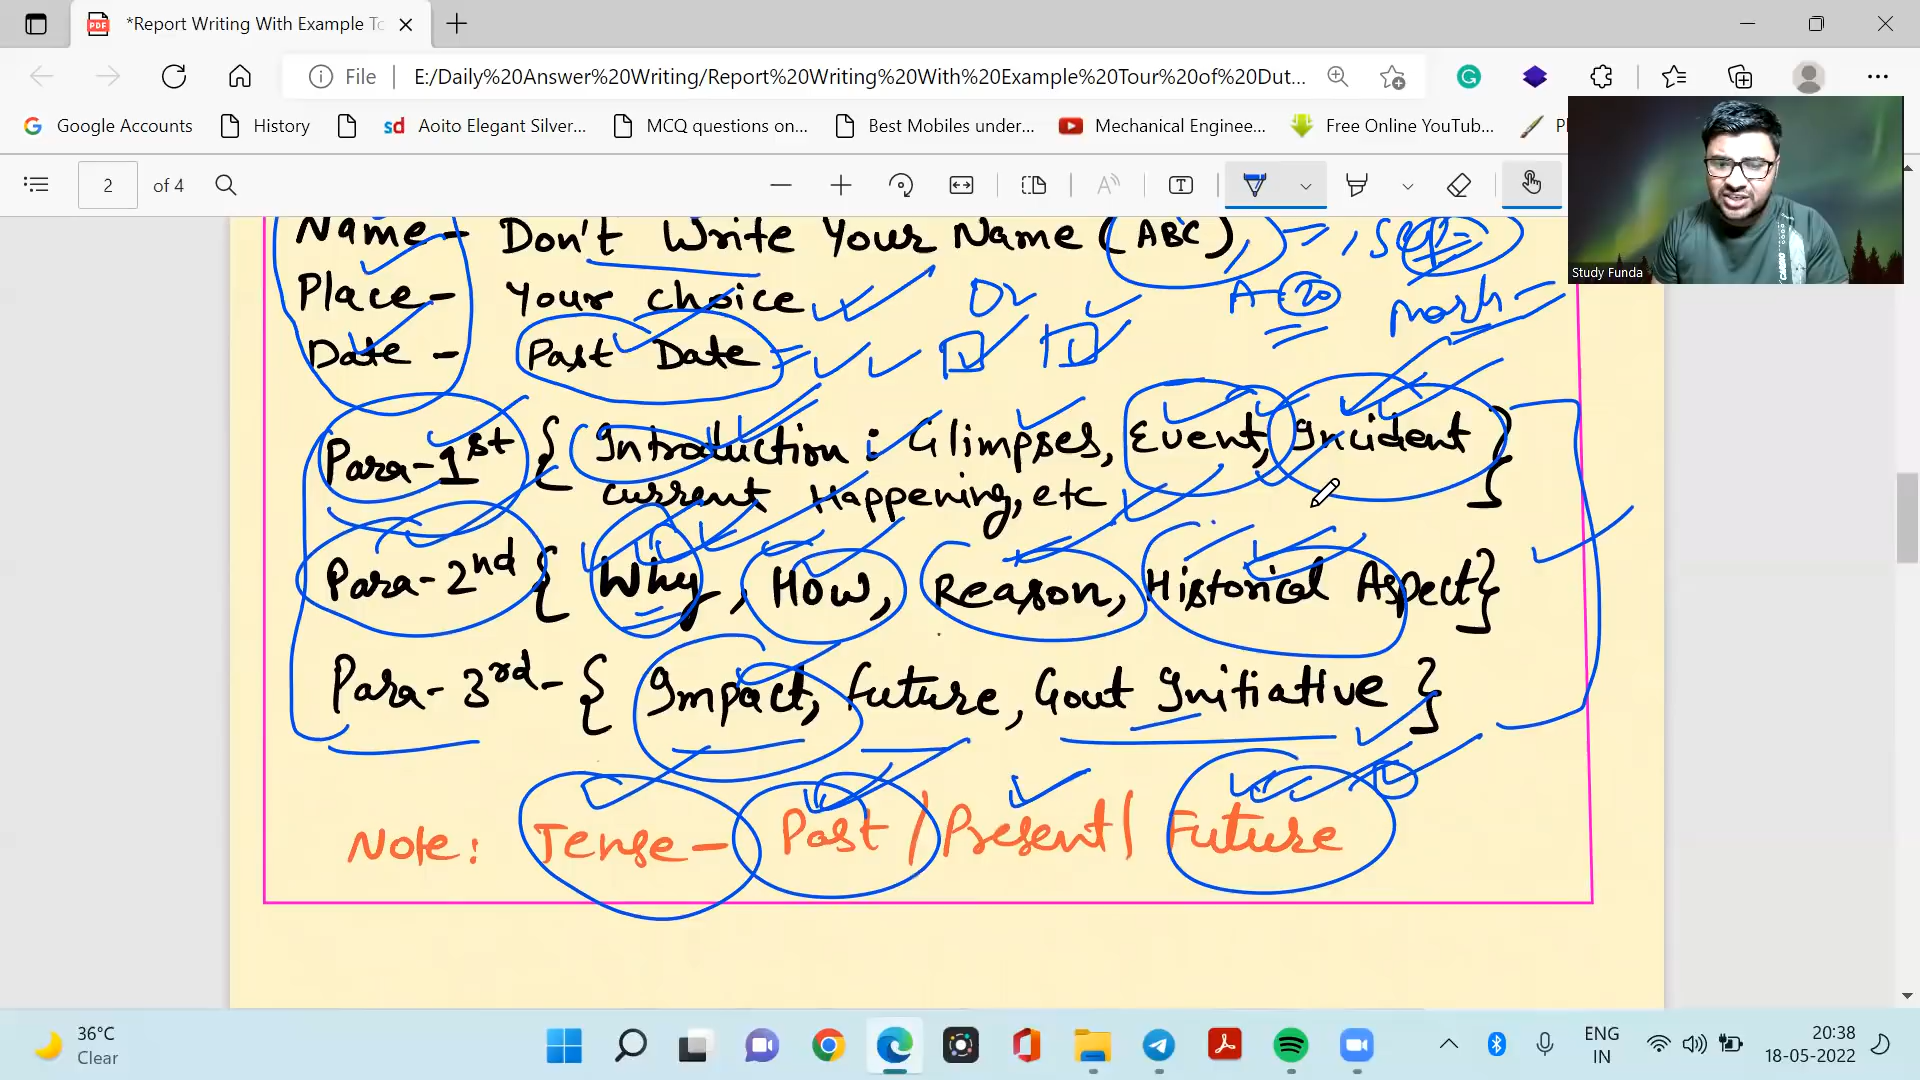 *Report Writing With Example To
File
E:/Daily%20Answer%20Writing/Report%20Writing%20With%20Example%20Tour%20of%20Dut...
Google Accounts
History
sd Aoito Elegant Silver...
MCQ questions on...
Best Mobiles under...
Mechanical Enginee...
Free Online YouTub...
2 of 4
Study Funda
Name - Don't Write Your Name (ABC),
Place - Your choice or A - 20 mark
Date - Past Date
Para-1st { Introduction : Glimpses, Event, Incident }
current Happening, etc
Para-2nd { Why, How, Reason, Historical Aspect }
Para-3rd - { Impact, Future, Govt Initiative }
Note: Tense - Past / Present / Future
36°C
Clear
ENG
IN
20:38
18-05-2022